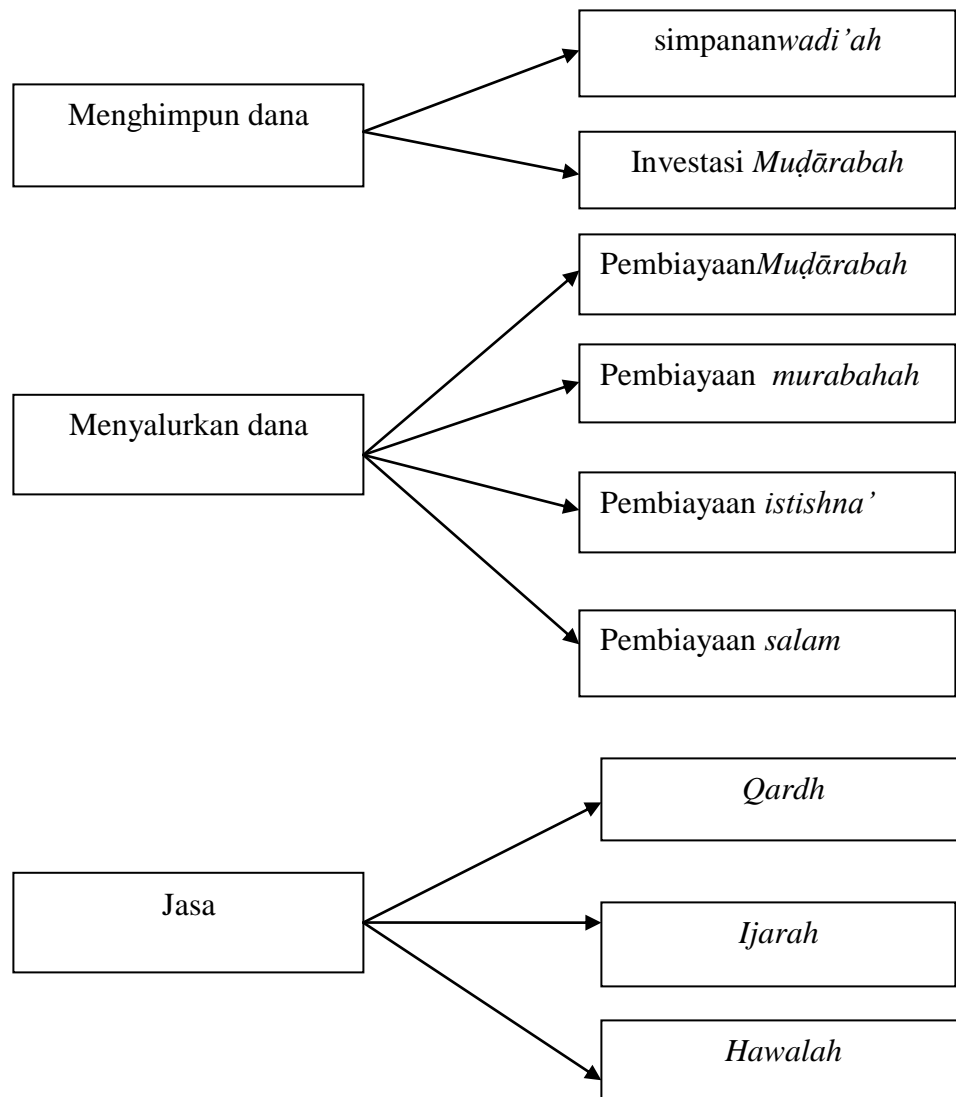 simpananwadi’ah
Menghimpun dana
Investasi Muḍārabah
PembiayaanMuḍārabah
Pembiayaan  murabahah
Menyalurkan dana
Pembiayaan istishna’
Pembiayaan salam
Qardh
Jasa
Ijarah
Hawalah